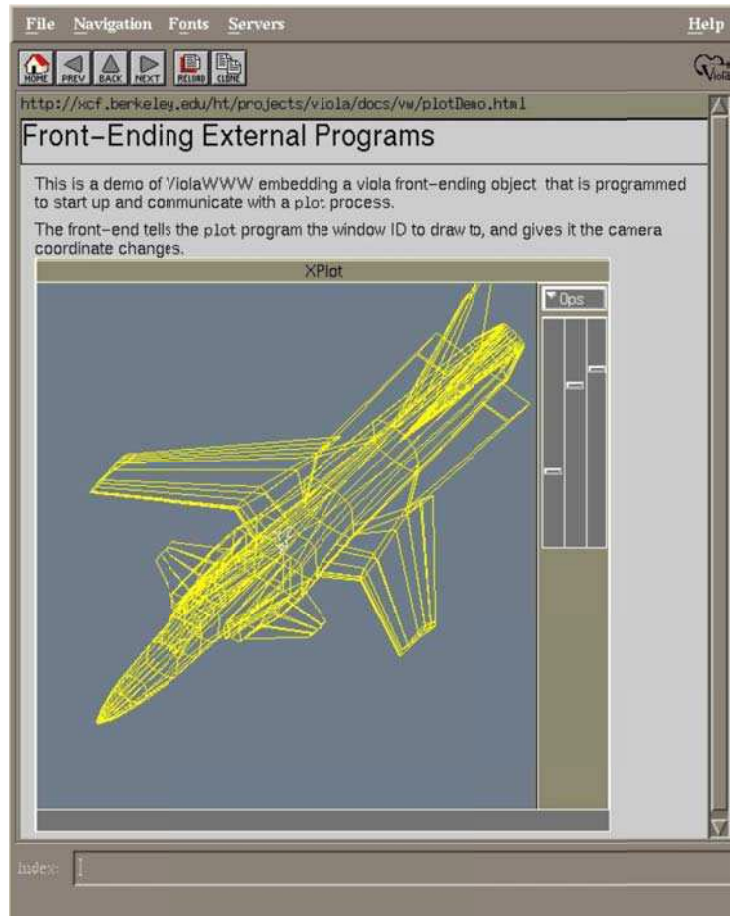 File Navigation Fonts Servers Help
HOME PREV BACK NEXT RELOAD CLONE Viola
http://xcf.berkeley.edu/ht/projects/viola/docs/vw/plotDemo.html
Front-Ending External Programs
This is a demo of ViolaWWW embedding a viola front-ending object that is programmed
to start up and communicate with a plot process.
The front-end tells the plot program the window ID to draw to, and gives it the camera
coordinate changes.
XPlot
Ops
Index: